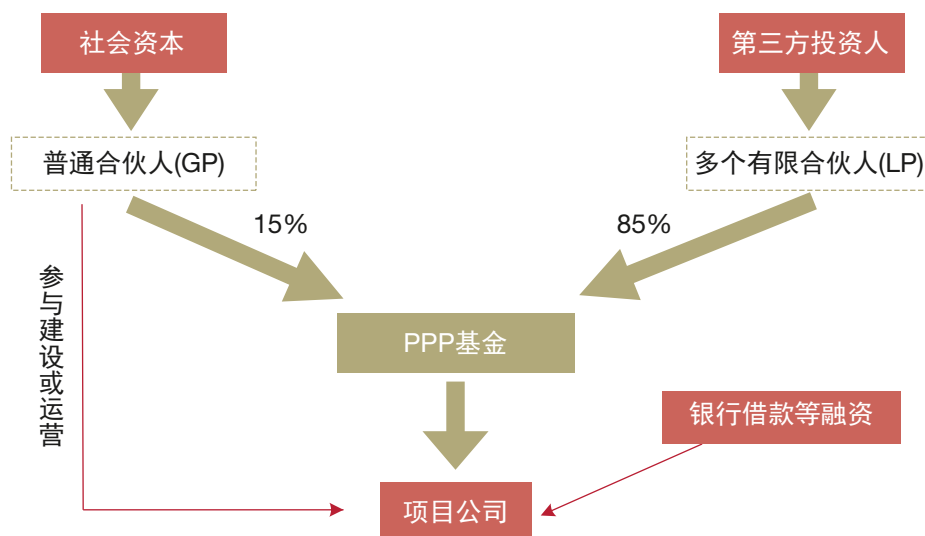 社会资本
第三方投资人
普通合伙人(GP)
多个有限合伙人(LP)
15%
85%
参与建设或运营
PPP基金
银行借款等融资
项目公司